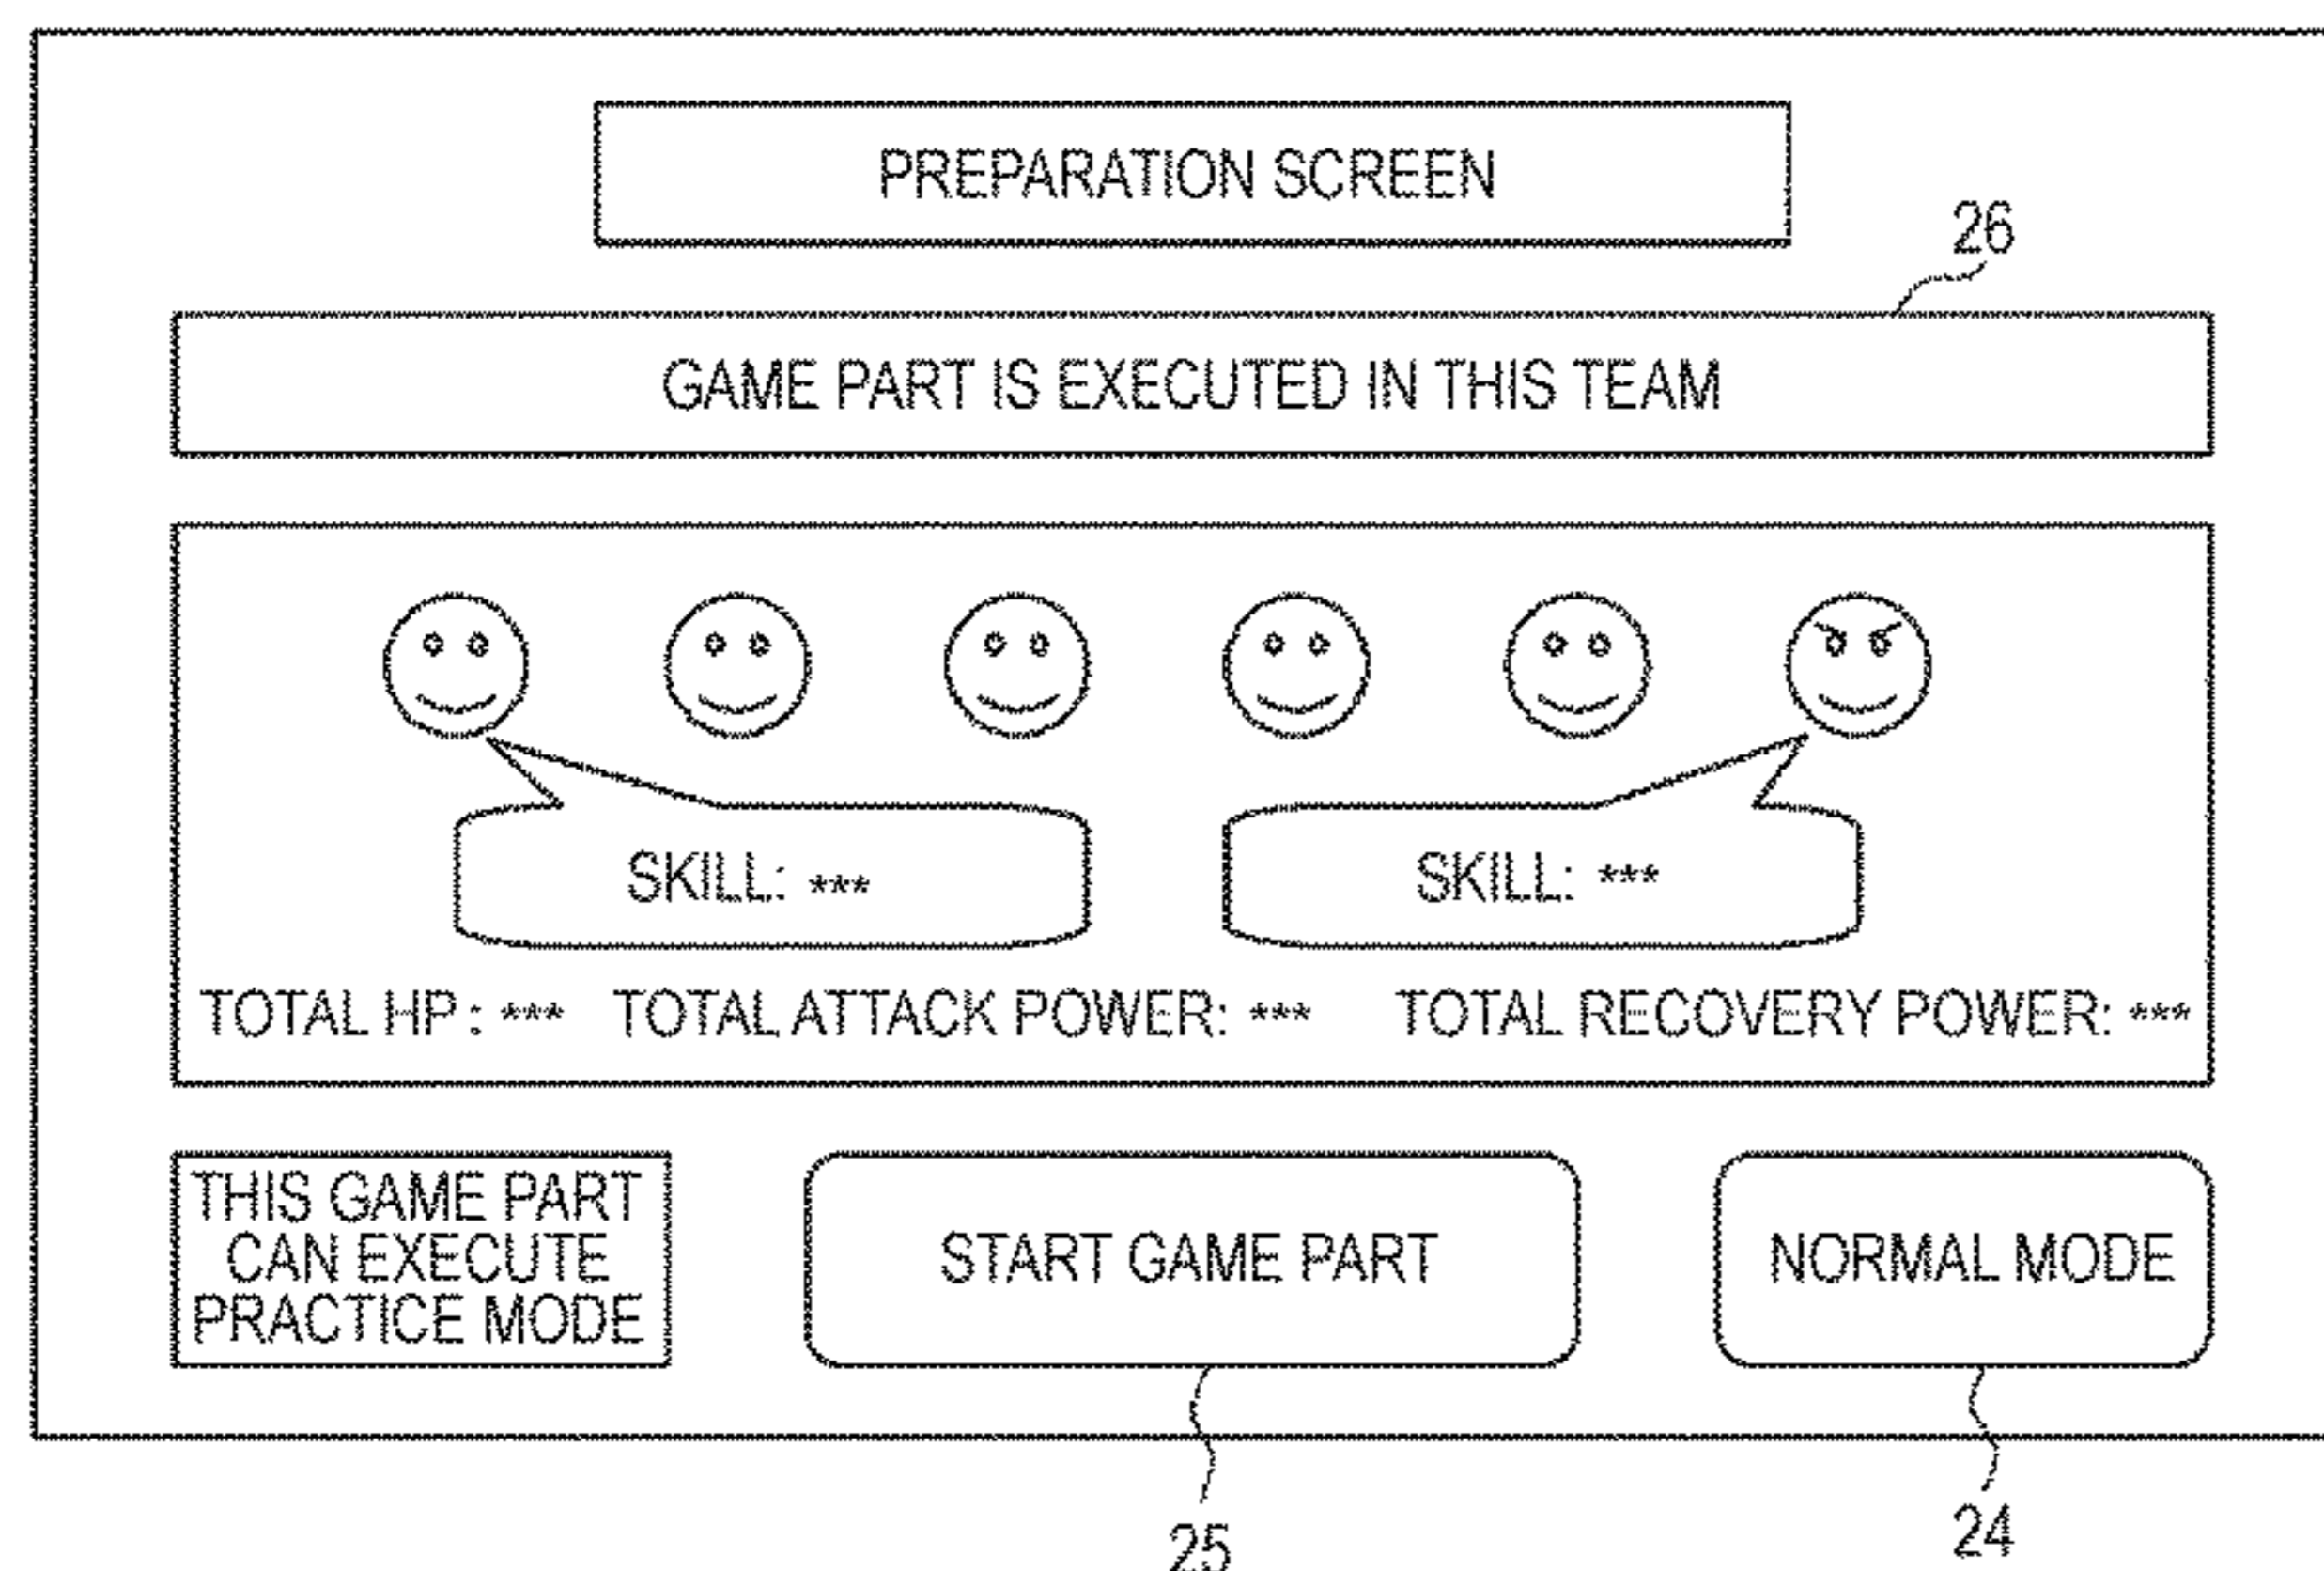 PREPARATION SCREEN
26
GAME PART IS EXECUTED IN THIS TEAM
SKILL: *** SKILL: ***
TOTAL HP : *** TOTAL ATTACK POWER: *** TOTAL RECOVERY POWER: ***
THIS GAME PART
CAN EXECUTE
PRACTICE MODE
START GAME PART
NORMAL MODE
25
24